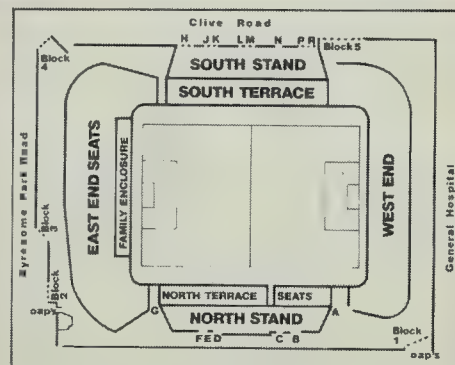 Clive Road
H JK LM N PR
Block 5
Block 4
SOUTH STAND
SOUTH TERRACE
Ayresome Park Road
EAST END SEATS
FAMILY ENCLOSURE
WEST END
General Hospital
Block 3
Block 2
oap's
NORTH TERRACE
SEATS
G
A
NORTH STAND
FED
C B
Block 1
oap's